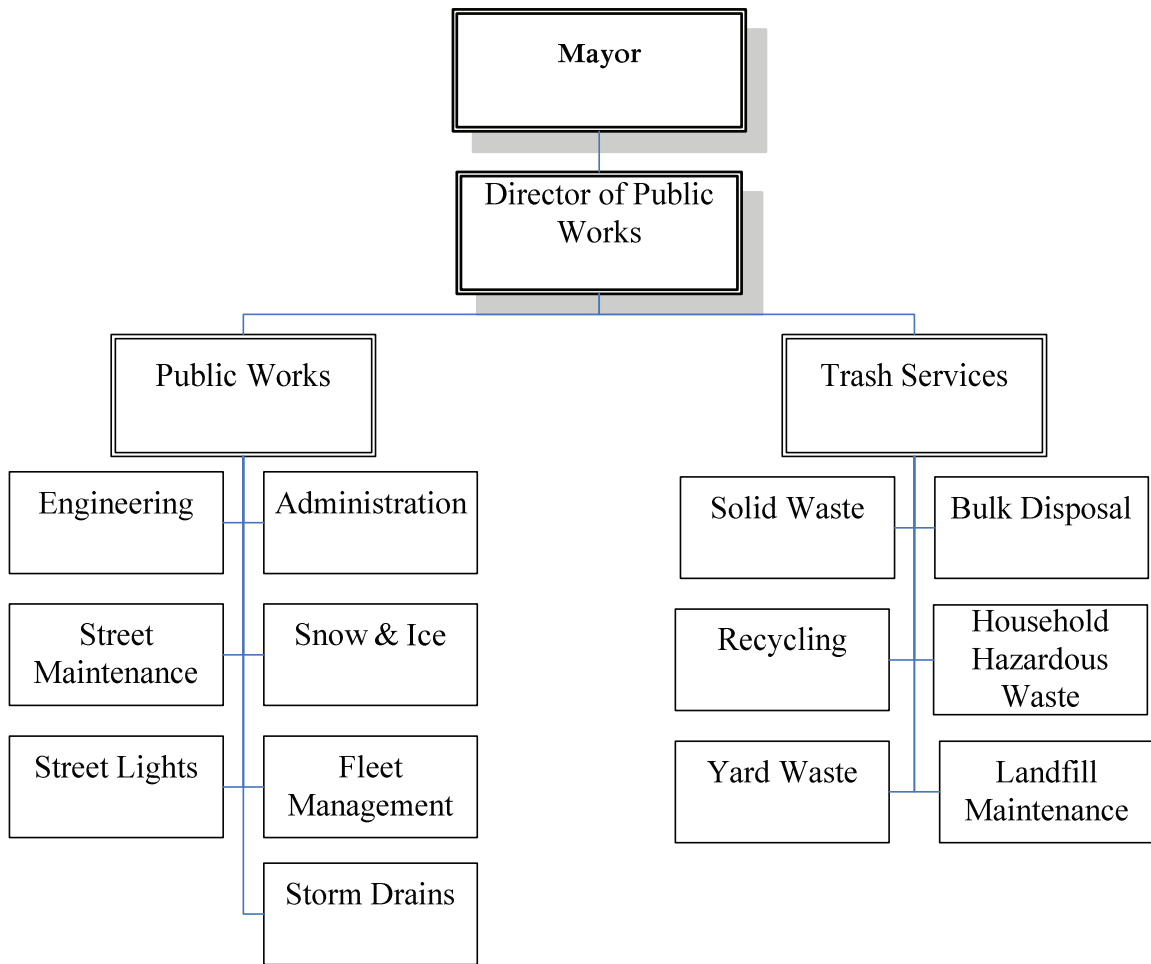 Mayor
Director of Public
Works
Public Works
Trash Services
Engineering
Administration
Solid Waste
Bulk Disposal
Street
Maintenance
Snow & Ice
Recycling
Household
Hazardous
Waste
Street Lights
Fleet
Management
Yard Waste
Landfill
Maintenance
Storm Drains